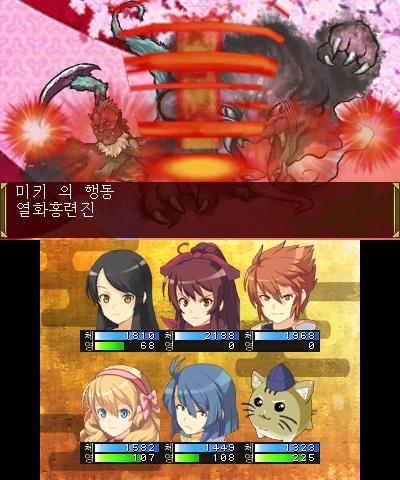 미키 의 행동
열화홍련진
체 1810 체 2188 체 1968
영 68 영 0 영 0
체 1582 체 1449 체 1323
영 107 영 108 영 225